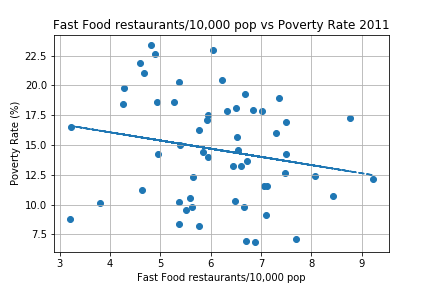 Fast Food restaurants/10,000 pop vs Poverty Rate 2011
Poverty Rate (%)
22.5
20.0
17.5
15.0
12.5
10.0
7.5
3 4 5 6 7 8 9
Fast Food restaurants/10,000 pop